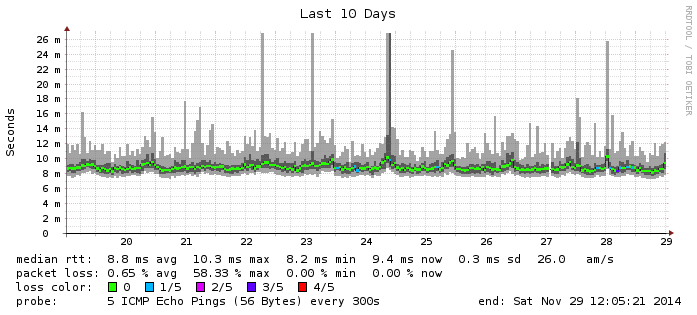 Last 10 Days
RRDTOOL / TOBI OETIKER
Seconds
26 m
24 m
22 m
20 m
18 m
16 m
14 m
12 m
10 m
8 m
6 m
4 m
2 m
0
20 21 22 23 24 25 26 27 28 29
median rtt: 8.8 ms avg 10.3 ms max 8.2 ms min 9.4 ms now 0.3 ms sd 26.0 am/s
packet loss: 0.65 % avg 58.33 % max 0.00 % min 0.00 % now
loss color: 0 1/5 2/5 3/5 4/5
probe: 5 ICMP Echo Pings (56 Bytes) every 300s end: Sat Nov 29 12:05:21 2014